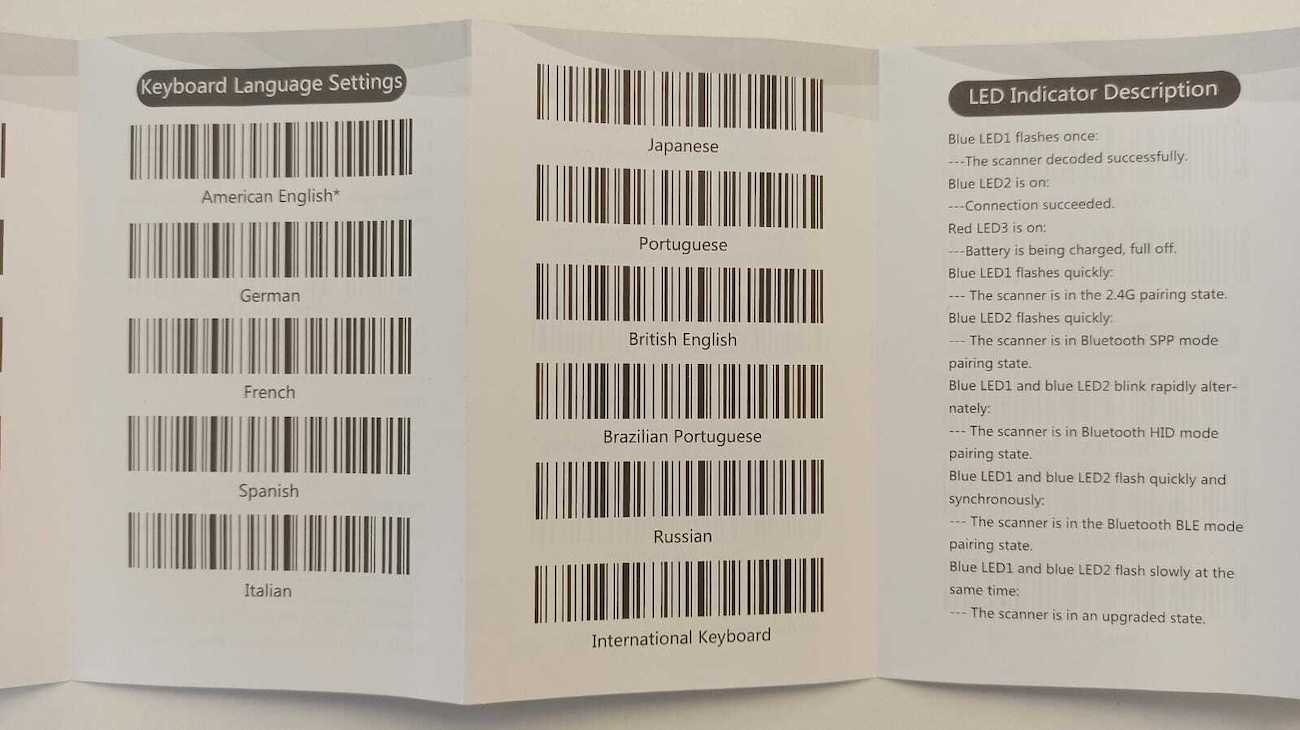 Keyboard Language Settings
American English*
German
French
Spanish
Italian
Japanese
Portuguese
British English
Brazilian Portuguese
Russian
International Keyboard
LED Indicator Description
Blue LED1 flashes once:
---The scanner decoded successfully.
Blue LED2 is on:
---Connection succeeded.
Red LED3 is on:
---Battery is being charged, full off.
Blue LED1 flashes quickly:
--- The scanner is in the 2.4G pairing state.
Blue LED2 flashes quickly:
--- The scanner is in Bluetooth SPP mode
pairing state.
Blue LED1 and blue LED2 blink rapidly alter-
nately:
--- The scanner is in Bluetooth HID mode
pairing state.
Blue LED1 and blue LED2 flash quickly and
synchronously:
--- The scanner is in the Bluetooth BLE mode
pairing state.
Blue LED1 and blue LED2 flash slowly at the
same time:
--- The scanner is in an upgraded state.